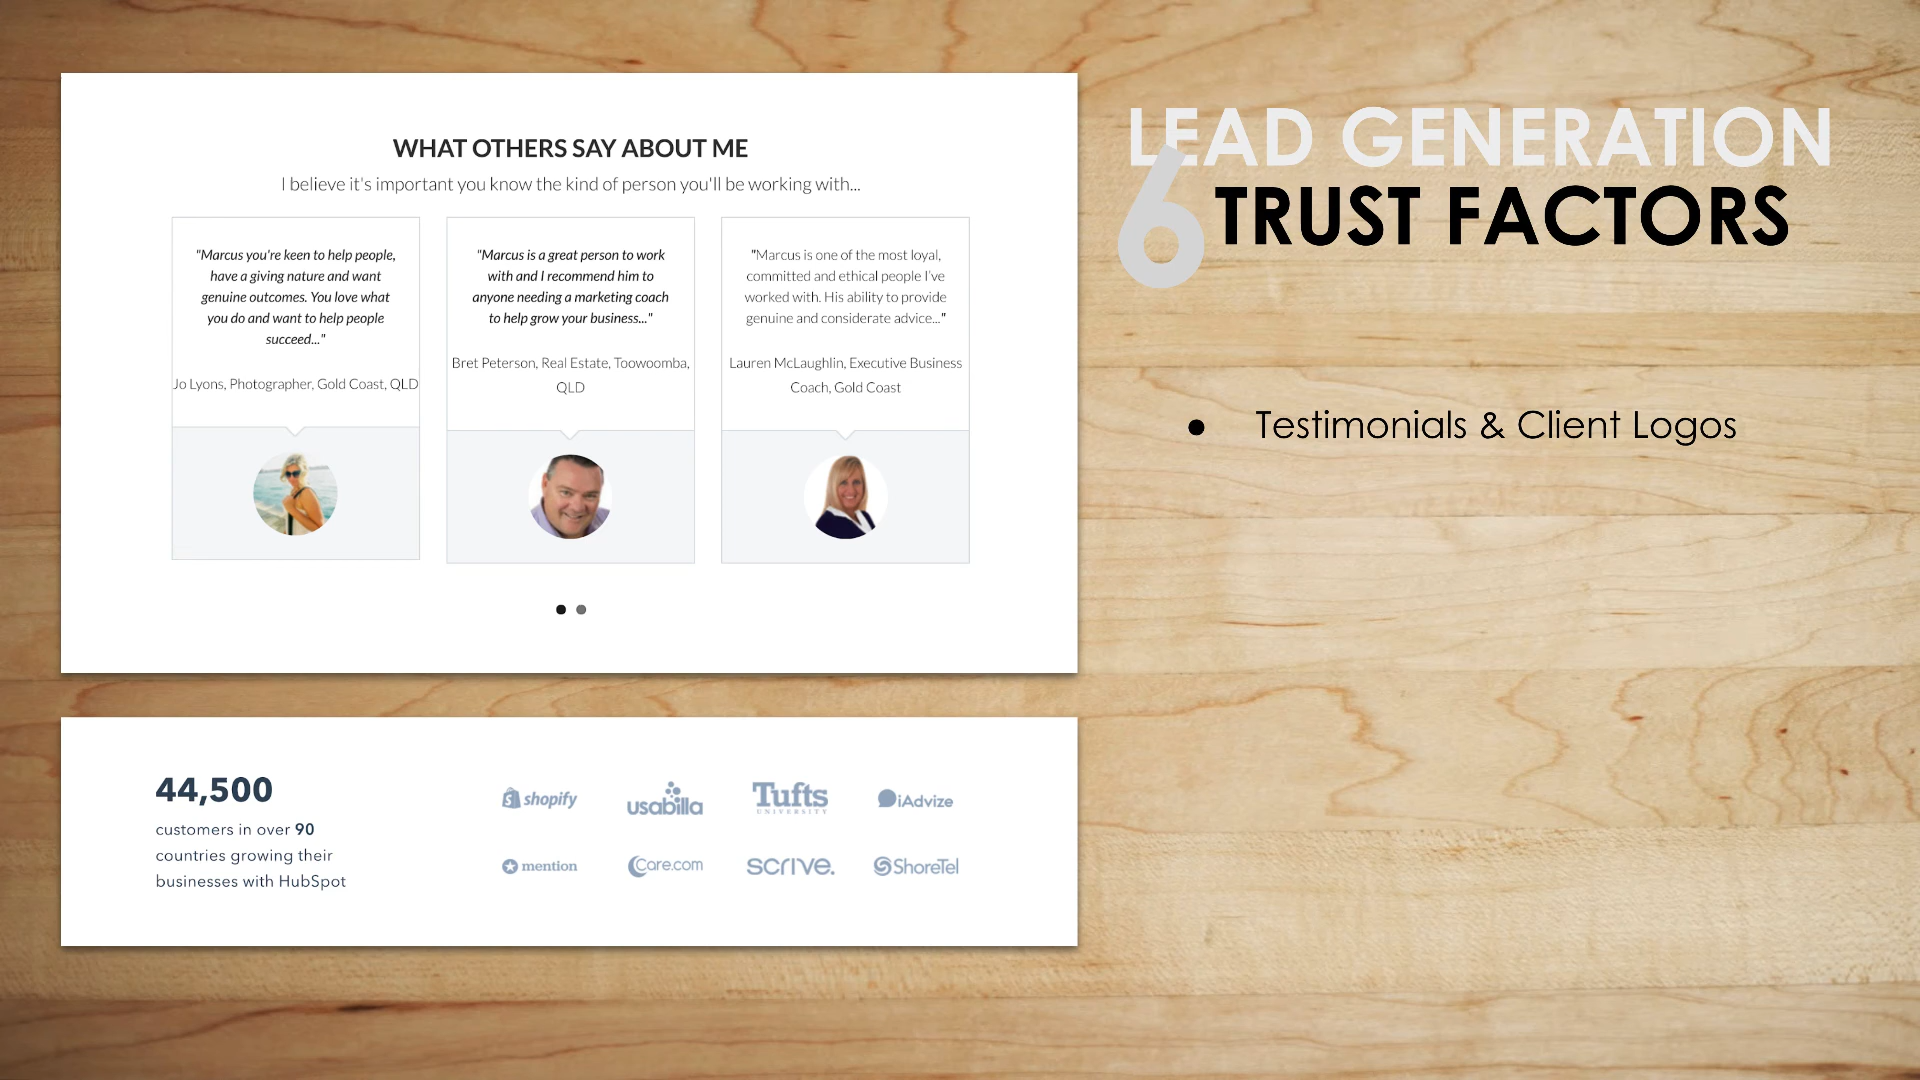 WHAT OTHERS SAY ABOUT ME
I believe it's important you know the kind of person you'll be working with...
"Marcus you're keen to help people,
have a giving nature and want
genuine outcomes. You love what
you do and want to help people
succeed..."
Jo Lyons, Photographer, Gold Coast, QLD
"Marcus is a great person to work
with and I recommend him to
anyone needing a marketing coach
to help grow your business..."
Bret Peterson, Real Estate, Toowoomba,
QLD
"Marcus is one of the most loyal,
committed and ethical people I've
worked with. His ability to provide
genuine and considerate advice..."
Lauren McLaughlin, Executive Business
Coach, Gold Coast
LEAD GENERATION
6 TRUST FACTORS
● Testimonials & Client Logos
44,500
customers in over 90
countries growing their
businesses with HubSpot
shopify usabilla Tufts UNIVERSITY iAdvize
mention Care.com SCRIVE. ShoreTel